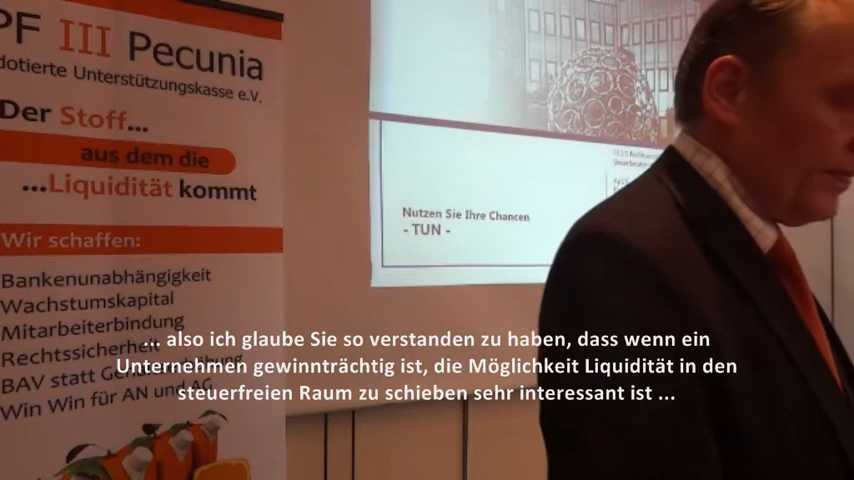 PF III Pecunia
dotierte Unterstützungskasse e.V.
Der Stoff...
aus dem die
...Liquidität kommt
Wir schaffen:
Bankenunabhängigkeit
Wachstumskapital
Mitarbeiterbindung
Rechtssicherheit
BAV statt
Win Win für AN und AG
Nutzen Sie Ihre Chancen
- TUN -
... also ich glaube Sie so verstanden zu haben, dass wenn ein
Unternehmen gewinnträchtig ist, die Möglichkeit Liquidität in den
steuerfreien Raum zu schieben sehr interessant ist ...